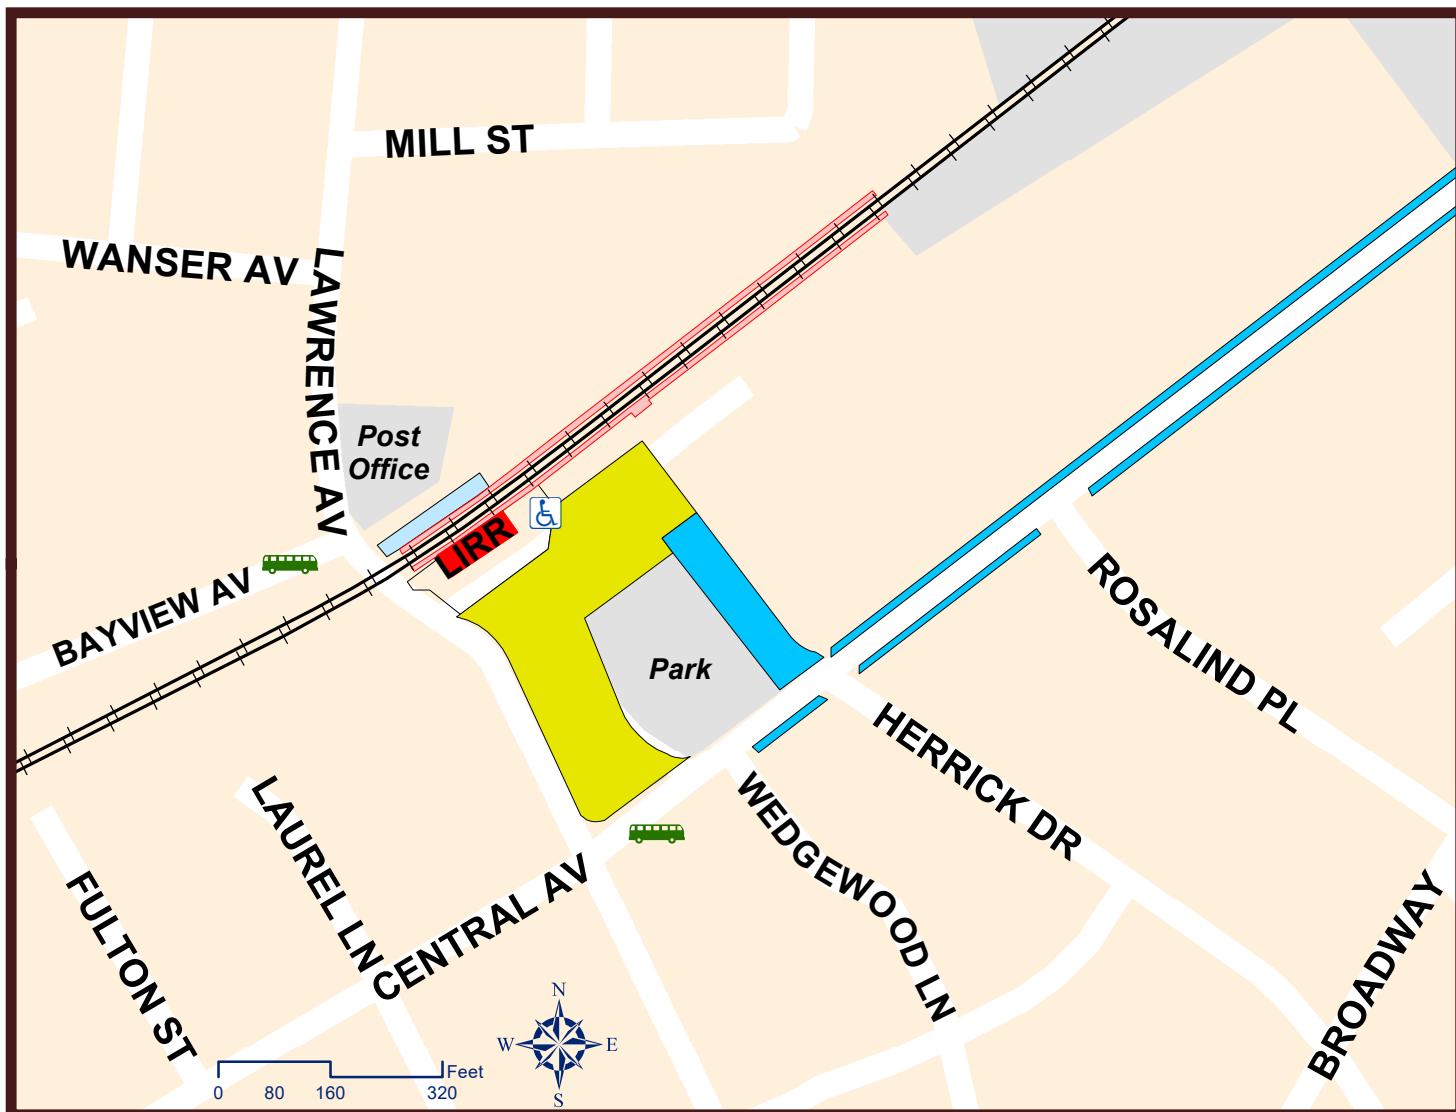 MILL ST
WANSER AV
LAWRENCE AV
Post
Office
LIRR
BAYVIEW AV
Park
ROSALIND PL
HERRICK DR
WEDGEWOOD LN
LAUREL LN
CENTRAL AV
FULTON ST
BROADWAY
N
W
E
S
Feet
0
80
160
320